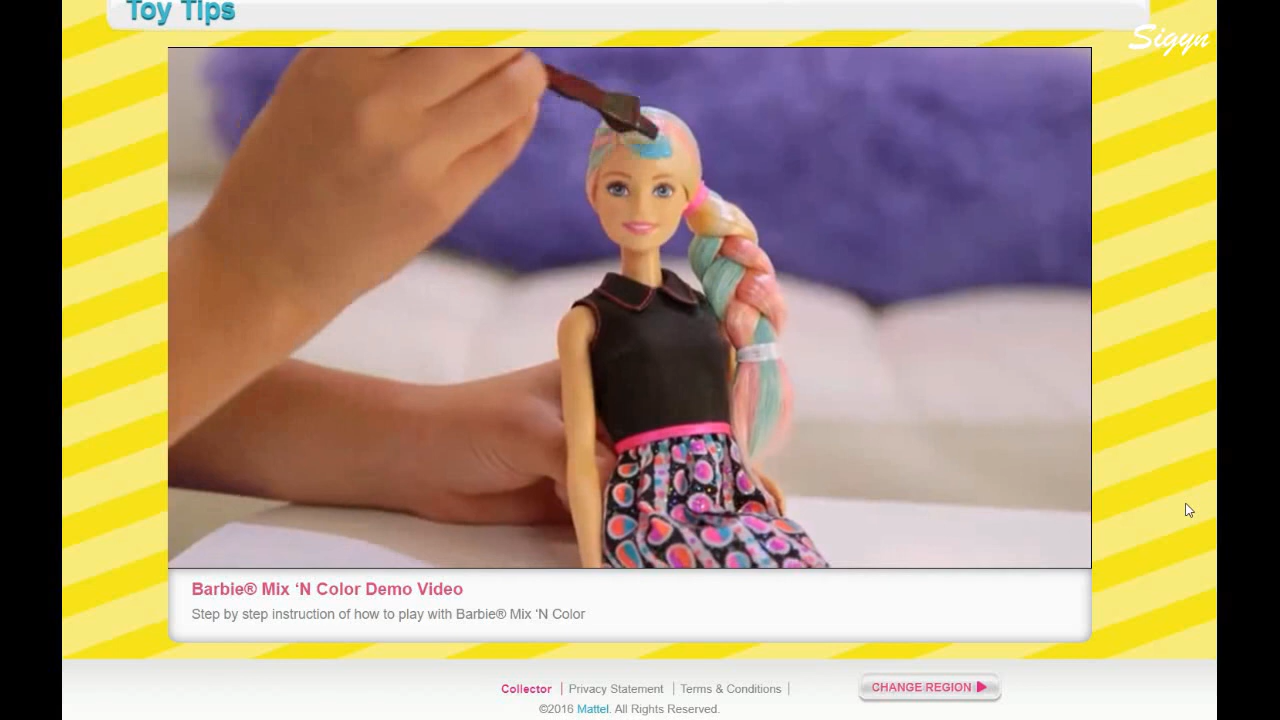 Toy Tips
Sigyn
Barbie® Mix ‘N Color Demo Video
Step by step instruction of how to play with Barbie® Mix ‘N Color
Collector | Privacy Statement | Terms & Conditions |
CHANGE REGION
©2016 Mattel. All Rights Reserved.